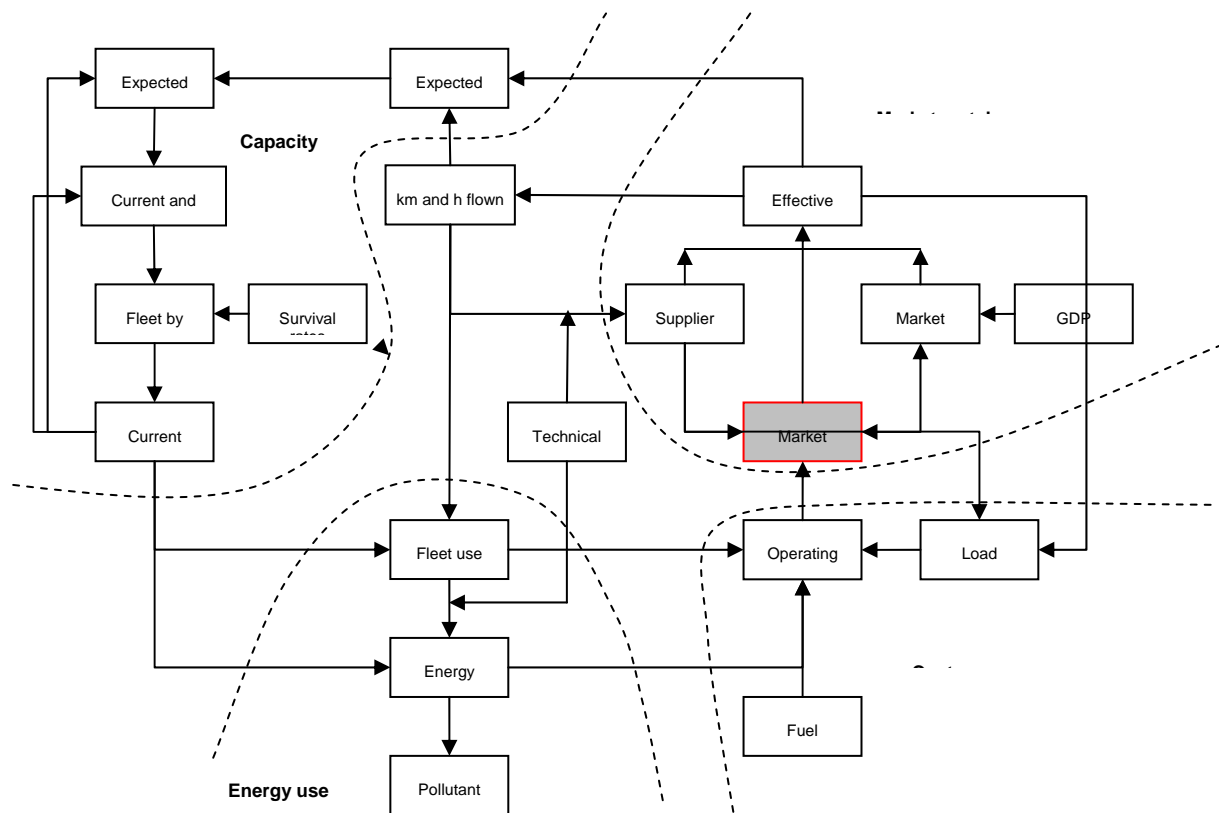 Expected
Expected
Capacity
Current and
km and h flown
Effective
Fleet by
Survival
Supplier
Market
GDP
Current
Technical
Market
Fleet use
Operating
Load
Energy
Fuel
Energy use
Pollutant